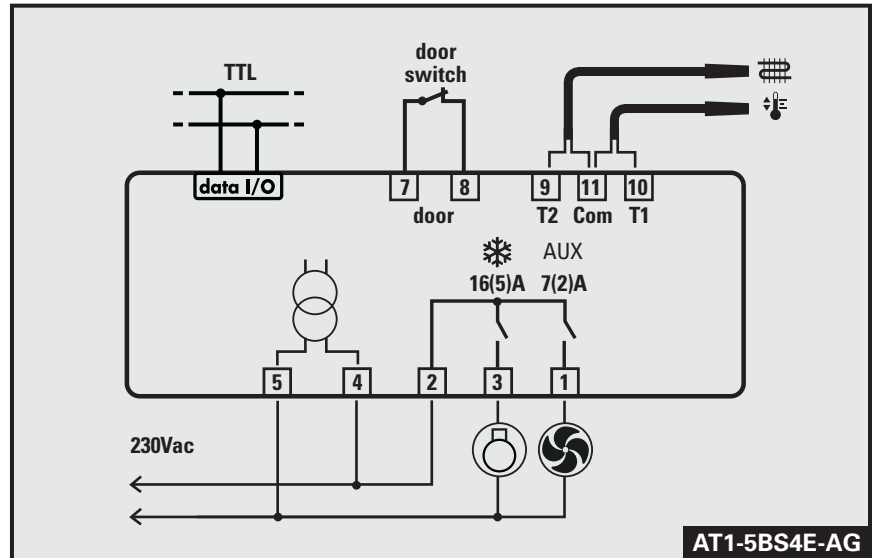 TTL
door
switch
data I/O
7 8
door
9 11 10
T2 Com T1
AUX
16(5)A 7(2)A
5 4 2 3 1
230Vac
AT1-5BS4E-AG